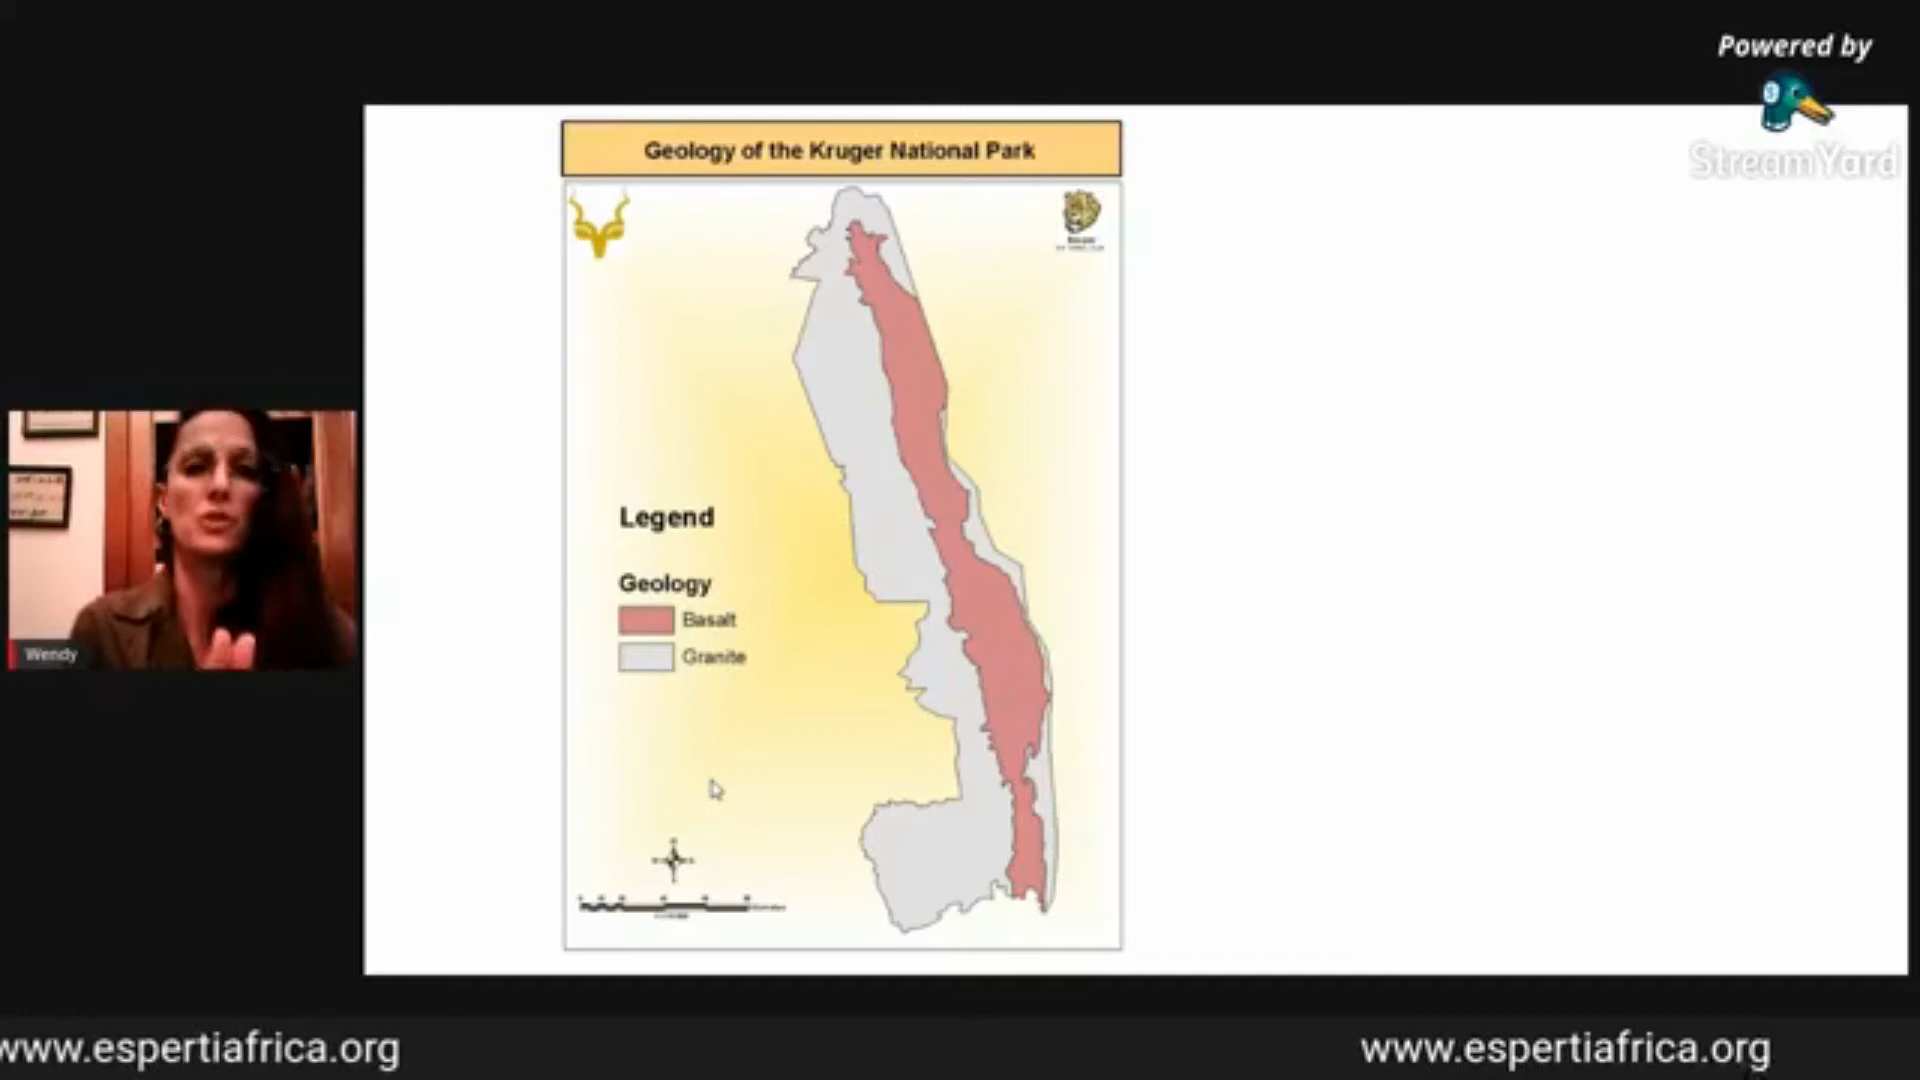 Powered by
StreamYard
Geology of the Kruger National Park
Legend
Geology
Basalt
Granite
Wendy
www.espertiafrica.org
www.espertiafrica.org